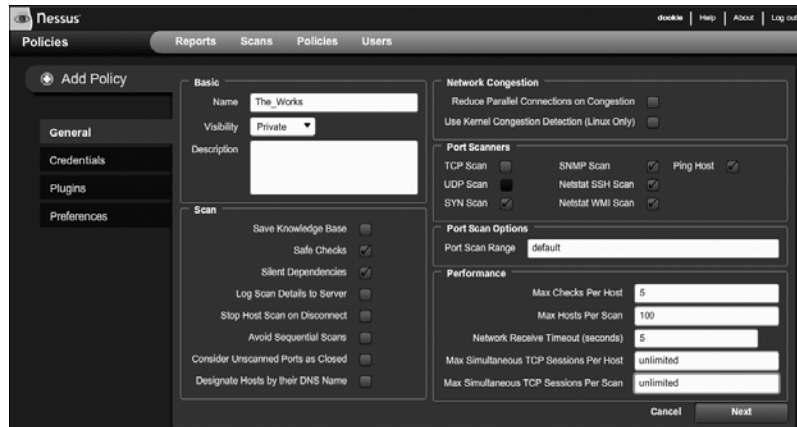 Nessus
dookie | Help | About | Log out
Policies
Reports Scans Policies Users
Add Policy
General
Credentials
Plugins
Preferences
Basic
Name The_Works
Visibility Private
Description
Scan
Save Knowledge Base
Safe Checks
Silent Dependencies
Log Scan Details to Server
Stop Host Scan on Disconnect
Avoid Sequential Scans
Consider Unscanned Ports as Closed
Designate Hosts by their DNS Name
Network Congestion
Reduce Parallel Connections on Congestion
Use Kernel Congestion Detection (Linux Only)
Port Scanners
TCP Scan SNMP Scan Ping Host
UDP Scan Netstat SSH Scan
SYN Scan Netstat WMI Scan
Port Scan Options
Port Scan Range default
Performance
Max Checks Per Host 5
Max Hosts Per Scan 100
Network Receive Timeout (seconds) 5
Max Simultaneous TCP Sessions Per Host unlimited
Max Simultaneous TCP Sessions Per Scan unlimited
Cancel Next